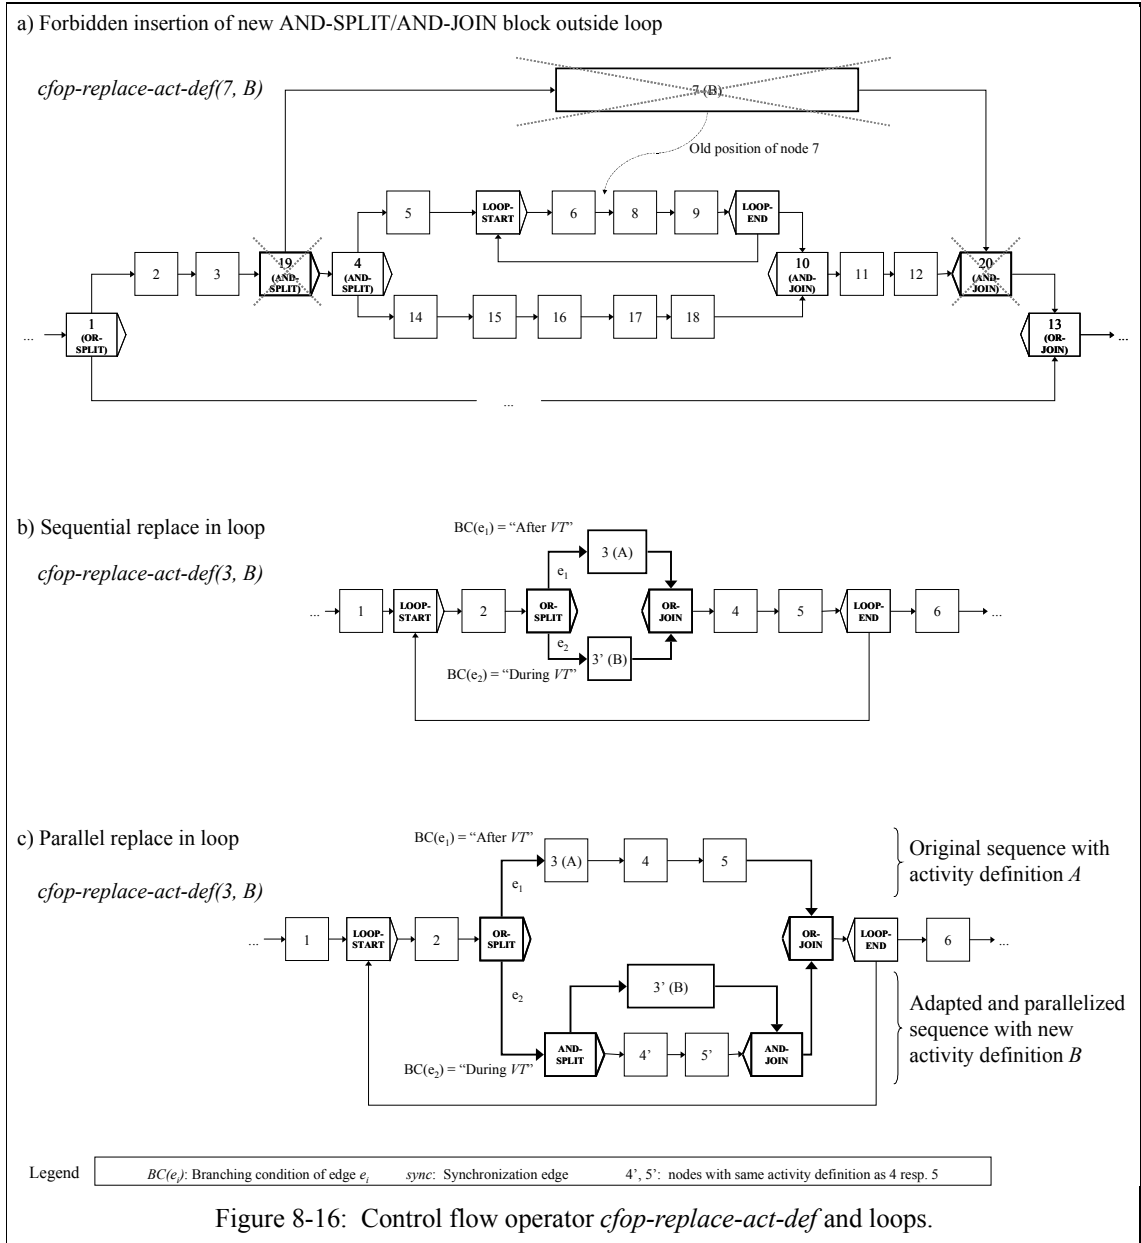 a) Forbidden insertion of new AND-SPLIT/AND-JOIN block outside loop
cfop-replace-act-def(7, B)
7 (B)
Old position of node 7
5
LOOP-
START
6
8
9
LOOP-
END
2
3
19
(AND-
SPLIT)
4
(AND-
SPLIT)
10
(AND-
JOIN)
11
12
20
(AND-
JOIN)
14
15
16
17
18
...
1
(OR-
SPLIT)
13
(OR-
JOIN)
...
...
b) Sequential replace in loop
cfop-replace-act-def(3, B)
BC(e1) = “After VT”
3 (A)
e1
...
1
LOOP-
START
2
OR-
SPLIT
OR-
JOIN
4
5
LOOP-
END
6
...
e2
3’ (B)
BC(e2) = “During VT”
c) Parallel replace in loop
cfop-replace-act-def(3, B)
BC(e1) = “After VT”
3 (A)
4
5
e1
Original sequence with
activity definition A
...
1
LOOP-
START
2
OR-
SPLIT
OR-
JOIN
LOOP-
END
6
...
e2
3’ (B)
AND-
SPLIT
4’
5’
AND-
JOIN
BC(e2) = “During VT”
Adapted and parallelized
sequence with new
activity definition B
Legend
BC(ei): Branching condition of edge ei sync: Synchronization edge 4’, 5’: nodes with same activity definition as 4 resp. 5
Figure 8-16: Control flow operator cfop-replace-act-def and loops.